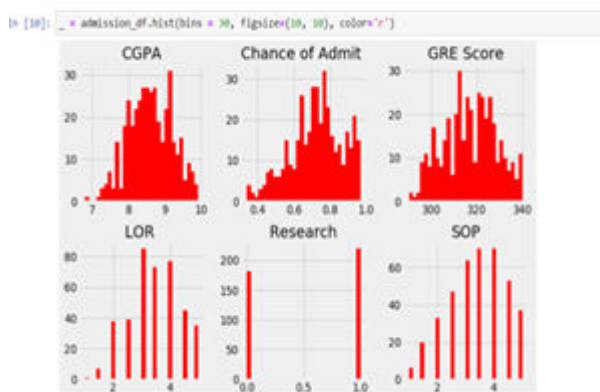 In [10]: _ = admission_df.hist(bins = 30, figsize=(10, 10), color='r')
CGPA Chance of Admit GRE Score
30 30 30
20 20 20
10 10 10
0 0 0
7 8 9 10 0.4 0.6 0.8 1.0 300 320 340
LOR Research SOP
80 200 60
60 150 40
40 100
20 50 20
0 0 0
2 4 0.0 0.5 1.0 2 4